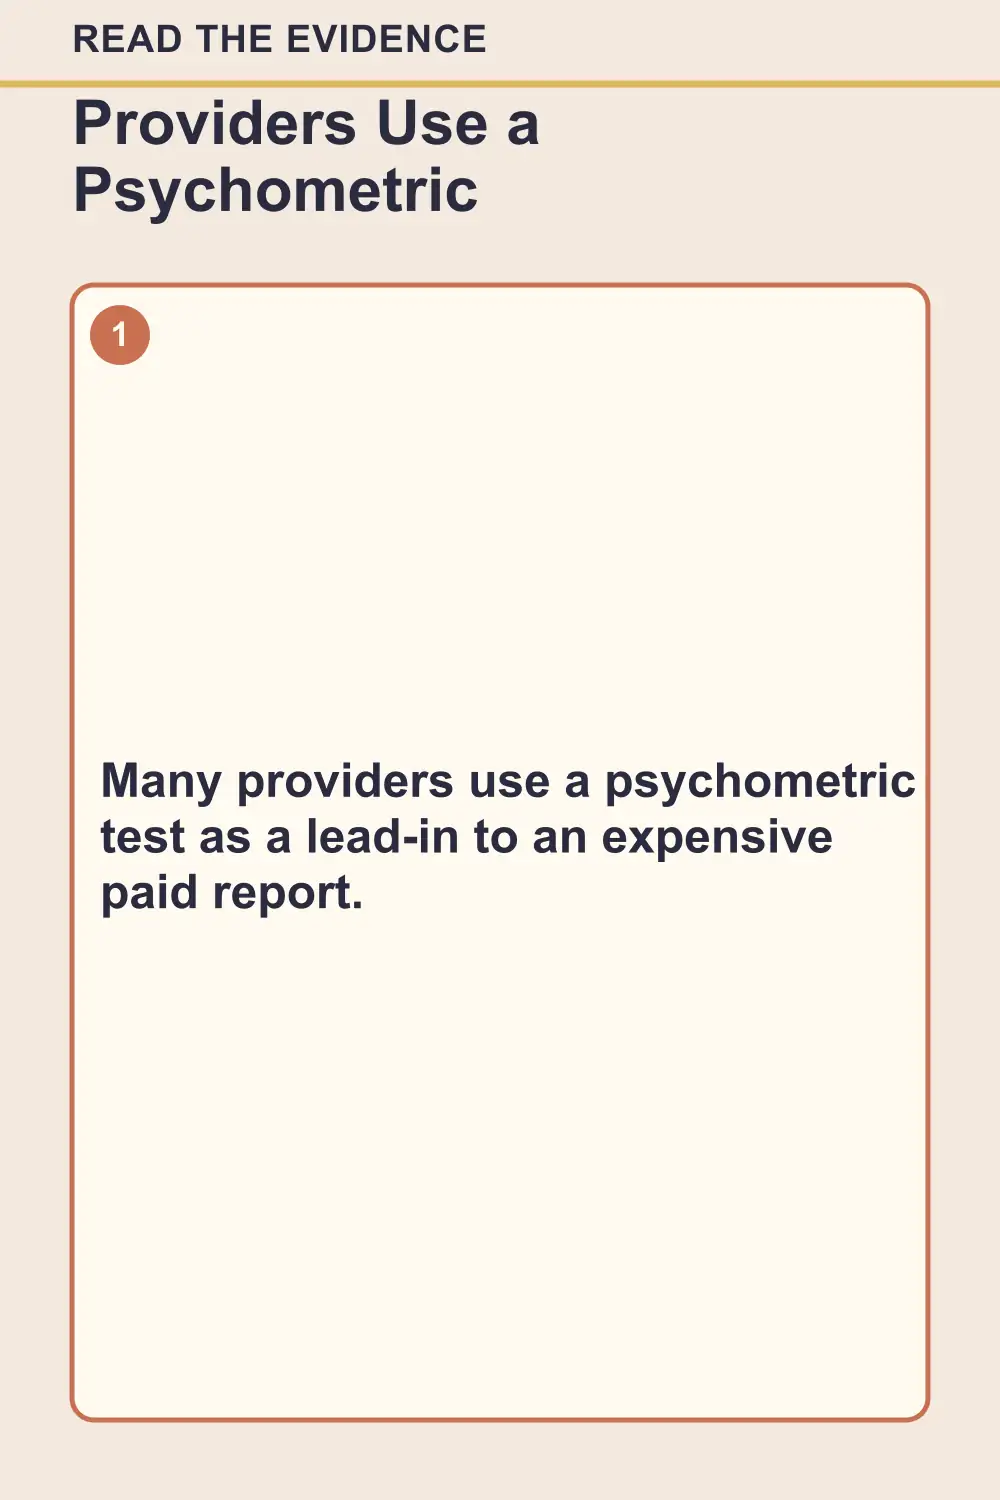 READ THE EVIDENCE
Providers Use a
Psychometric
1
Many providers use a psychometric
test as a lead-in to an expensive
paid report.